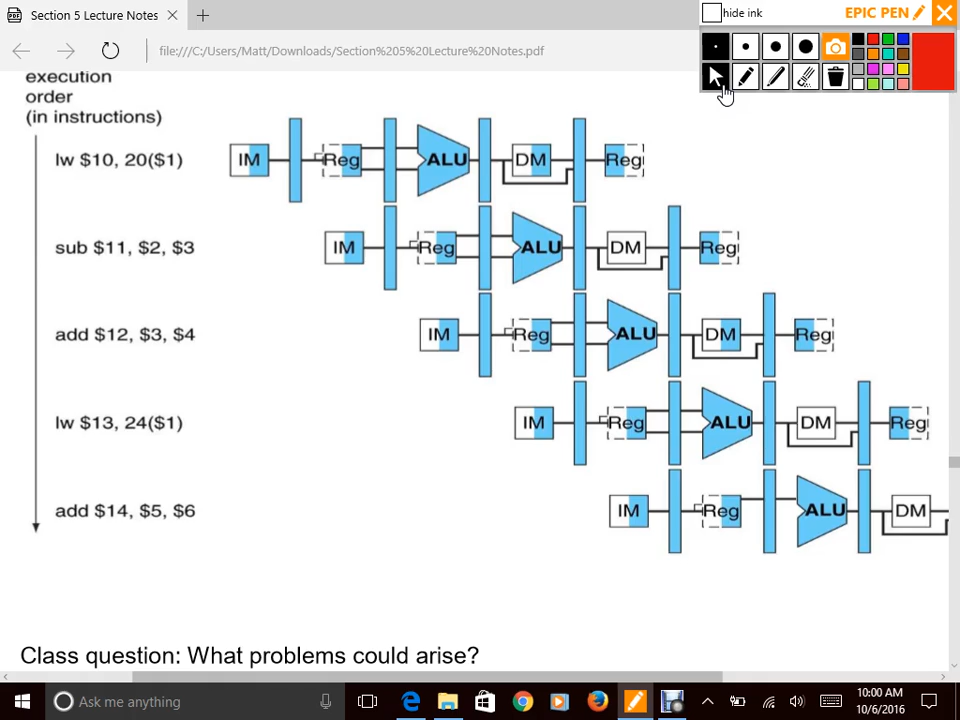 Section 5 Lecture Notes
hide ink
EPIC PEN
file:///C:/Users/Matt/Downloads/Section%205%20Lecture%20Notes.pdf
execution
order
(in instructions)
lw $10, 20($1)
IM
Reg
ALU
DM
Reg
sub $11, $2, $3
IM
Reg
ALU
DM
Reg
add $12, $3, $4
IM
Reg
ALU
DM
Reg
lw $13, 24($1)
IM
Reg
ALU
DM
Reg
add $14, $5, $6
IM
Reg
ALU
DM
Class question: What problems could arise?
Ask me anything
10:00 AM
10/6/2016